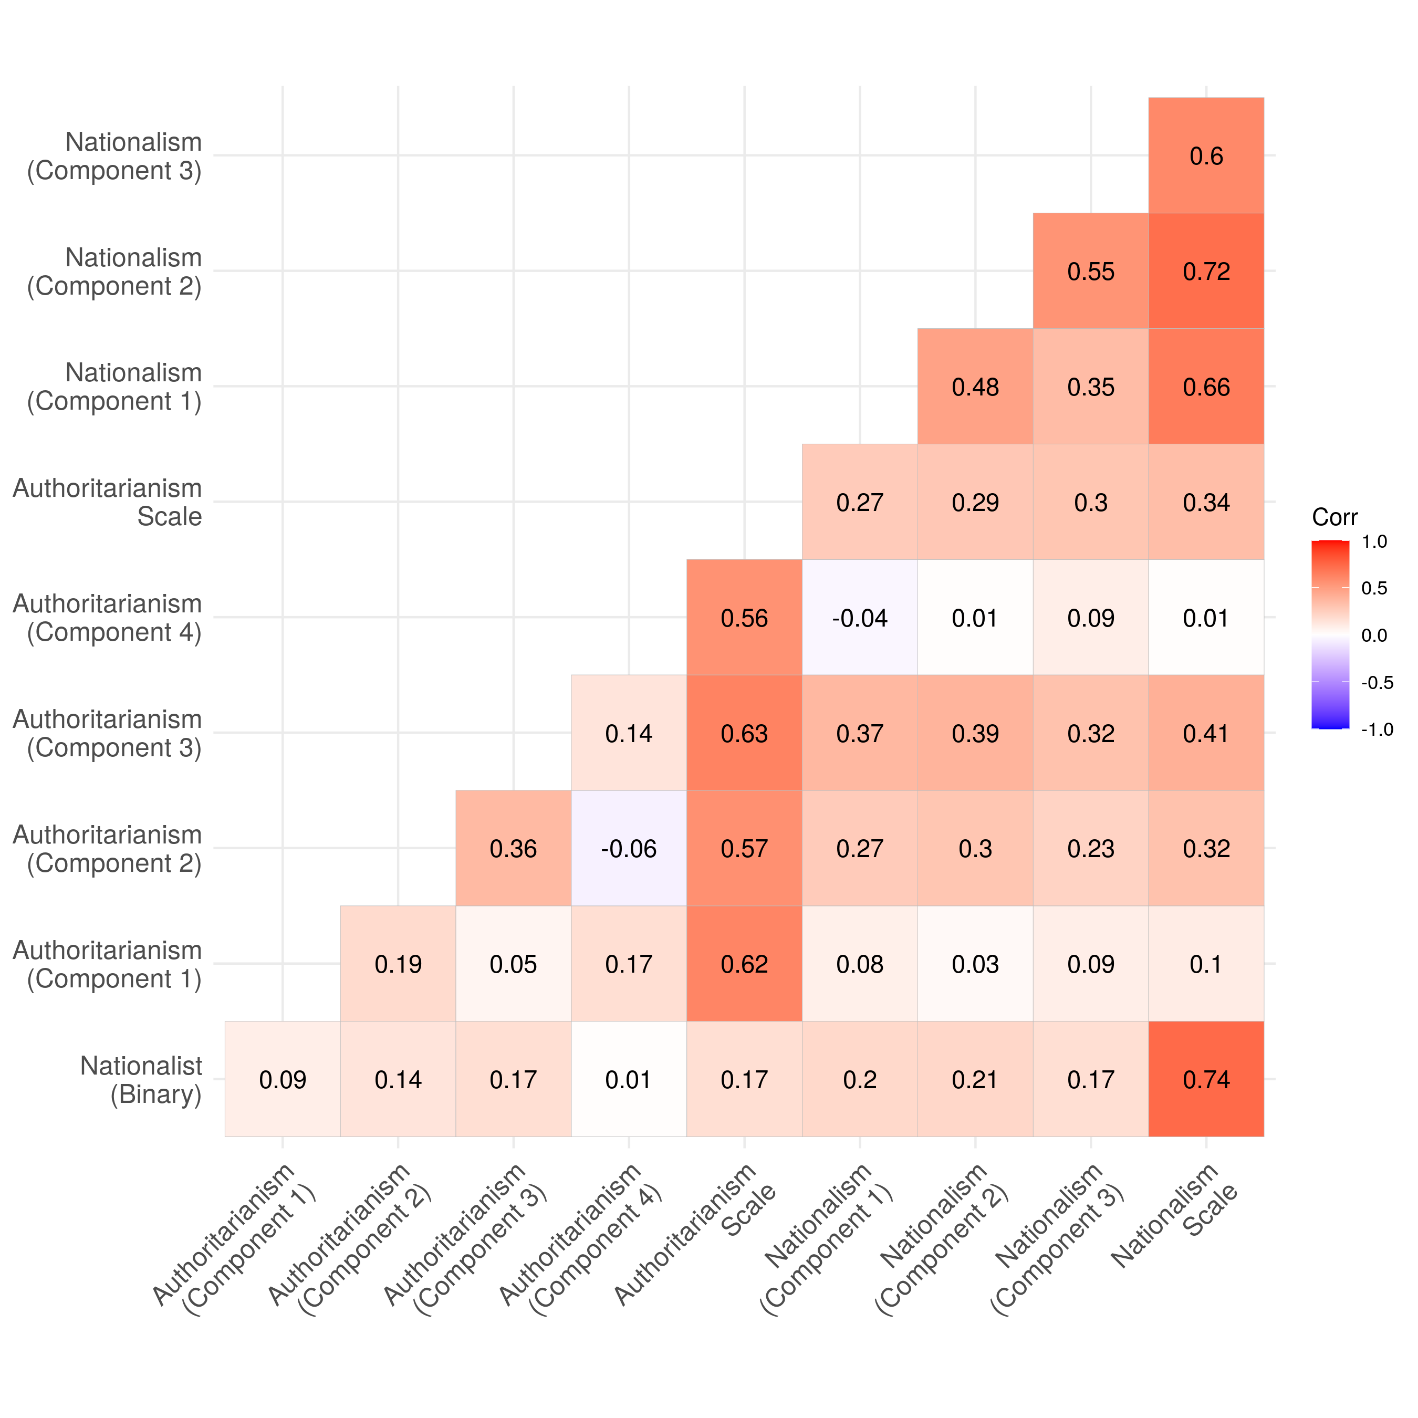 Nationalism
(Component 3)
0.6
Nationalism
(Component 2)
0.55 0.72
Nationalism
(Component 1)
0.48 0.35 0.66
Authoritarianism
Scale
0.27 0.29 0.3 0.34
Authoritarianism
(Component 4)
0.56 -0.04 0.01 0.09 0.01
Authoritarianism
(Component 3)
0.14 0.63 0.37 0.39 0.32 0.41
Authoritarianism
(Component 2)
0.36 -0.06 0.57 0.27 0.3 0.23 0.32
Authoritarianism
(Component 1)
0.19 0.05 0.17 0.62 0.08 0.03 0.09 0.1
Nationalist
(Binary)
0.09 0.14 0.17 0.01 0.17 0.2 0.21 0.17 0.74
Authoritarianism
(Component 1)
Authoritarianism
(Component 2)
Authoritarianism
(Component 3)
Authoritarianism
(Component 4)
Authoritarianism
Scale
Nationalism
(Component 1)
Nationalism
(Component 2)
Nationalism
(Component 3)
Nationalism
Scale
Corr
1.0
0.5
0.0
-0.5
-1.0